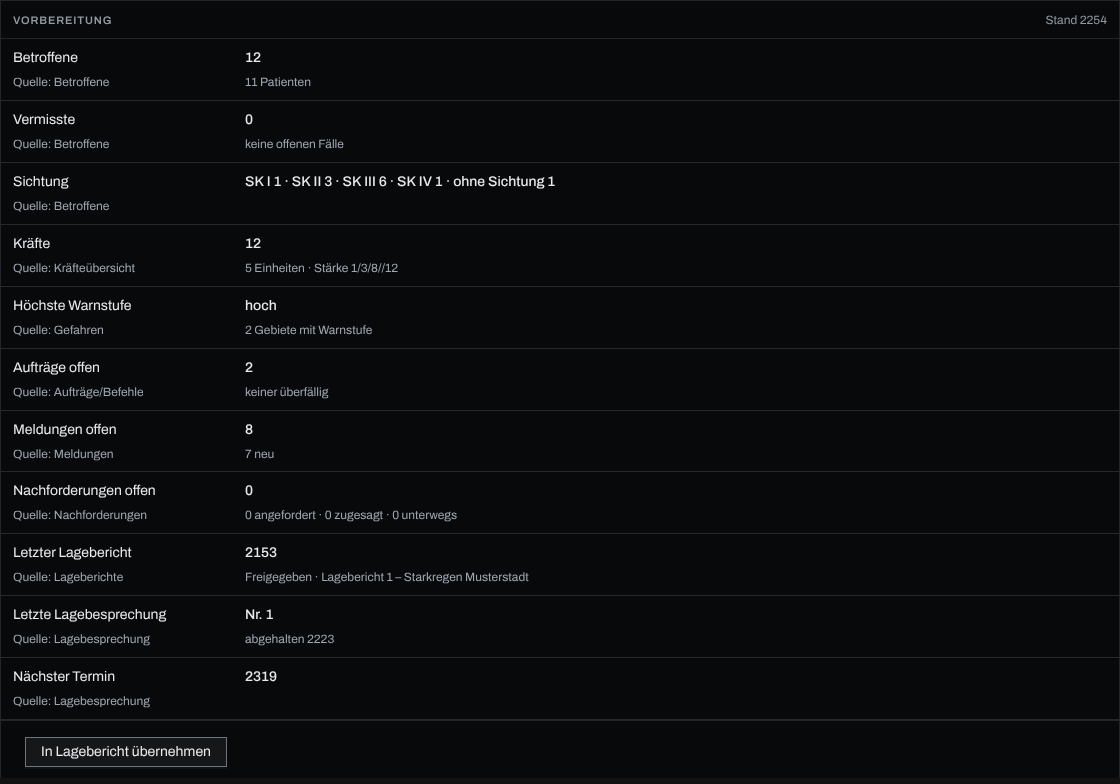 VORBEREITUNG Stand 2254
Betroffene 12
Quelle: Betroffene 11 Patienten
Vermisste 0
Quelle: Betroffene keine offenen Fälle
Sichtung SK I 1 · SK II 3 · SK III 6 · SK IV 1 · ohne Sichtung 1
Quelle: Betroffene
Kräfte 12
Quelle: Kräfteübersicht 5 Einheiten · Stärke 1/3/8//12
Höchste Warnstufe hoch
Quelle: Gefahren 2 Gebiete mit Warnstufe
Aufträge offen 2
Quelle: Aufträge/Befehle keiner überfällig
Meldungen offen 8
Quelle: Meldungen 7 neu
Nachforderungen offen 0
Quelle: Nachforderungen 0 angefordert · 0 zugesagt · 0 unterwegs
Letzter Lagebericht 2153
Quelle: Lageberichte Freigegeben · Lagebericht 1 – Starkregen Musterstadt
Letzte Lagebesprechung Nr. 1
Quelle: Lagebesprechung abgehalten 2223
Nächster Termin 2319
Quelle: Lagebesprechung
In Lagebericht übernehmen